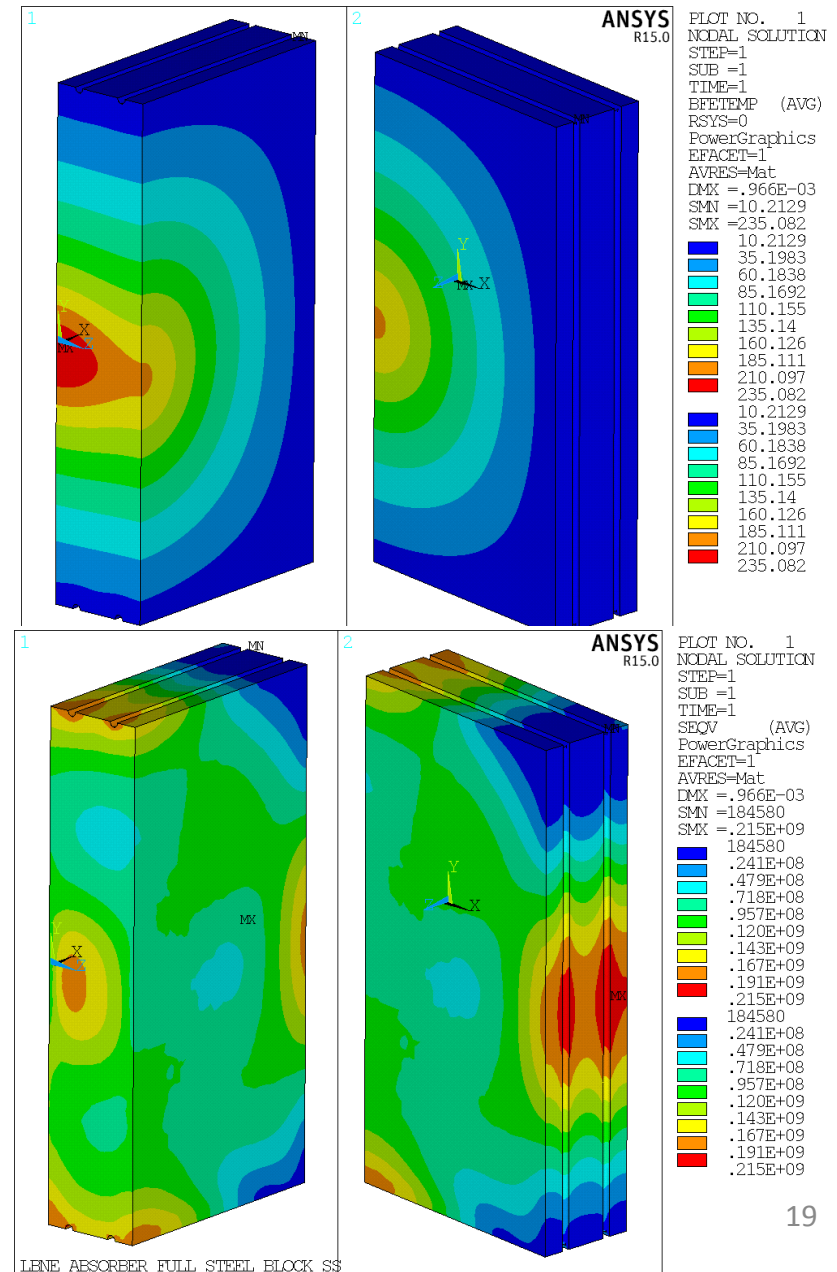 1
MN
Y
X
Z
MX
2
ANSYS
R15.0
MN
Y
Z
MX
X
PLOT NO. 1
NODAL SOLUTION
STEP=1
SUB =1
TIME=1
BFETEMP (AVG)
RSYS=0
PowerGraphics
EFACET=1
AVRES=Mat
DMX =.966E-03
SMN =10.2129
SMX =235.082
10.2129
35.1983
60.1838
85.1692
110.155
135.14
160.126
185.111
210.097
235.082
10.2129
35.1983
60.1838
85.1692
110.155
135.14
160.126
185.111
210.097
235.082
1
MN
MX
Y
X
Z
LBNE ABSORBER FULL STEEL BLOCK SS
2
ANSYS
R15.0
Y
Z
X
MX
PLOT NO. 1
NODAL SOLUTION
STEP=1
SUB =1
TIME=1
SEQV (AVG)
PowerGraphics
EFACET=1
AVRES=Mat
DMX =.966E-03
SMN =184580
SMX =.215E+09
184580
.241E+08
.479E+08
.718E+08
.957E+08
.120E+09
.143E+09
.167E+09
.191E+09
.215E+09
184580
.241E+08
.479E+08
.718E+08
.957E+08
.120E+09
.143E+09
.167E+09
.191E+09
.215E+09
19